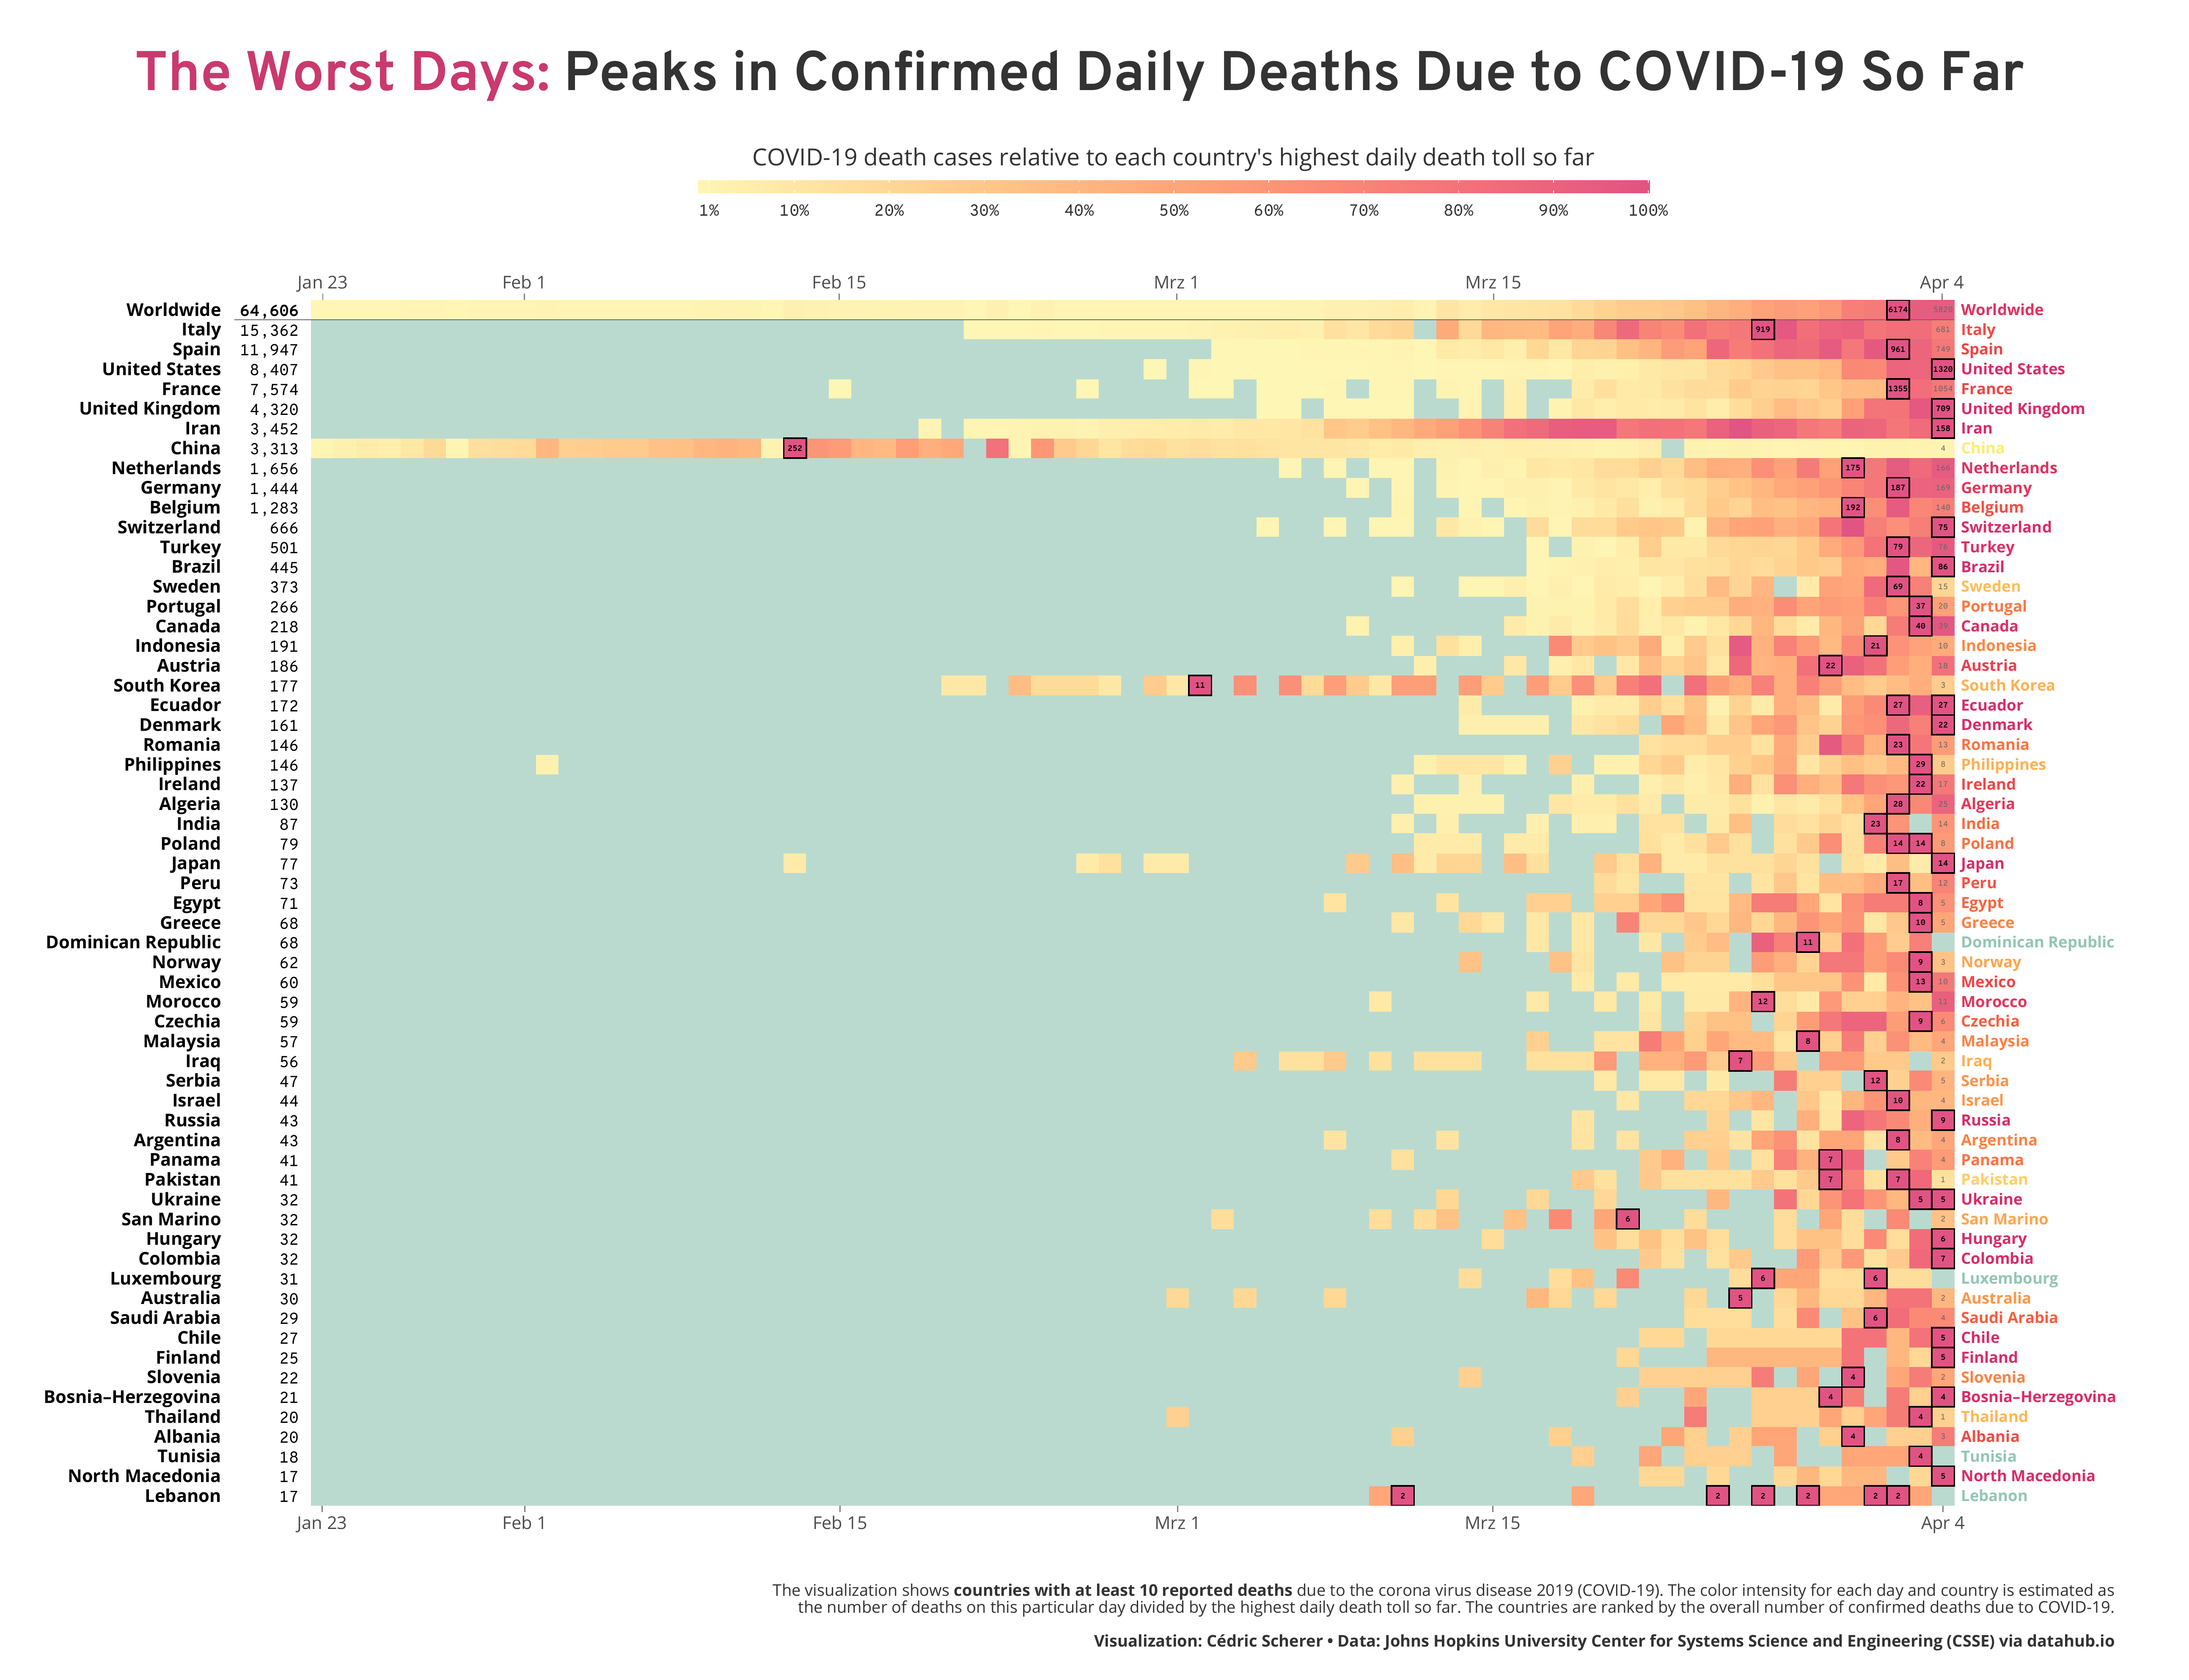 The Worst Days: Peaks in Confirmed Daily Deaths Due to COVID-19 So Far
COVID-19 death cases relative to each country's highest daily death toll so far
1% 10% 20% 30% 40% 50% 60% 70% 80% 90% 100%
Jan 23 Feb 1 Feb 15 Mrz 1 Mrz 15 Apr 4
Worldwide 64,606 6174 5820 Worldwide
Italy 15,362 919 681 Italy
Spain 11,947 961 749 Spain
United States 8,407 1320 United States
France 7,574 1355 1054 France
United Kingdom 4,320 709 United Kingdom
Iran 3,452 158 Iran
China 3,313 252 4 China
Netherlands 1,656 175 166 Netherlands
Germany 1,444 187 169 Germany
Belgium 1,283 192 140 Belgium
Switzerland 666 75 Switzerland
Turkey 501 79 76 Turkey
Brazil 445 86 Brazil
Sweden 373 69 15 Sweden
Portugal 266 37 20 Portugal
Canada 218 40 39 Canada
Indonesia 191 21 10 Indonesia
Austria 186 22 18 Austria
South Korea 177 11 3 South Korea
Ecuador 172 27 27 Ecuador
Denmark 161 22 Denmark
Romania 146 23 13 Romania
Philippines 146 29 8 Philippines
Ireland 137 22 17 Ireland
Algeria 130 28 25 Algeria
India 87 23 14 India
Poland 79 14 14 8 Poland
Japan 77 14 Japan
Peru 73 17 12 Peru
Egypt 71 8 5 Egypt
Greece 68 10 5 Greece
Dominican Republic 68 11 Dominican Republic
Norway 62 9 3 Norway
Mexico 60 13 10 Mexico
Morocco 59 12 11 Morocco
Czechia 59 9 6 Czechia
Malaysia 57 8 4 Malaysia
Iraq 56 7 2 Iraq
Serbia 47 12 5 Serbia
Israel 44 10 4 Israel
Russia 43 9 Russia
Argentina 43 8 4 Argentina
Panama 41 7 4 Panama
Pakistan 41 7 7 1 Pakistan
Ukraine 32 5 5 Ukraine
San Marino 32 6 2 San Marino
Hungary 32 6 Hungary
Colombia 32 7 Colombia
Luxembourg 31 6 6 Luxembourg
Australia 30 5 2 Australia
Saudi Arabia 29 6 4 Saudi Arabia
Chile 27 5 Chile
Finland 25 5 Finland
Slovenia 22 4 2 Slovenia
Bosnia–Herzegovina 21 4 4 Bosnia–Herzegovina
Thailand 20 4 1 Thailand
Albania 20 4 3 Albania
Tunisia 18 4 Tunisia
North Macedonia 17 5 North Macedonia
Lebanon 17 2 2 2 2 2 2 Lebanon
Jan 23 Feb 1 Feb 15 Mrz 1 Mrz 15 Apr 4
The visualization shows countries with at least 10 reported deaths due to the corona virus disease 2019 (COVID-19). The color intensity for each day and country is estimated as
the number of deaths on this particular day divided by the highest daily death toll so far. The countries are ranked by the overall number of confirmed deaths due to COVID-19.
Visualization: Cédric Scherer • Data: Johns Hopkins University Center for Systems Science and Engineering (CSSE) via datahub.io